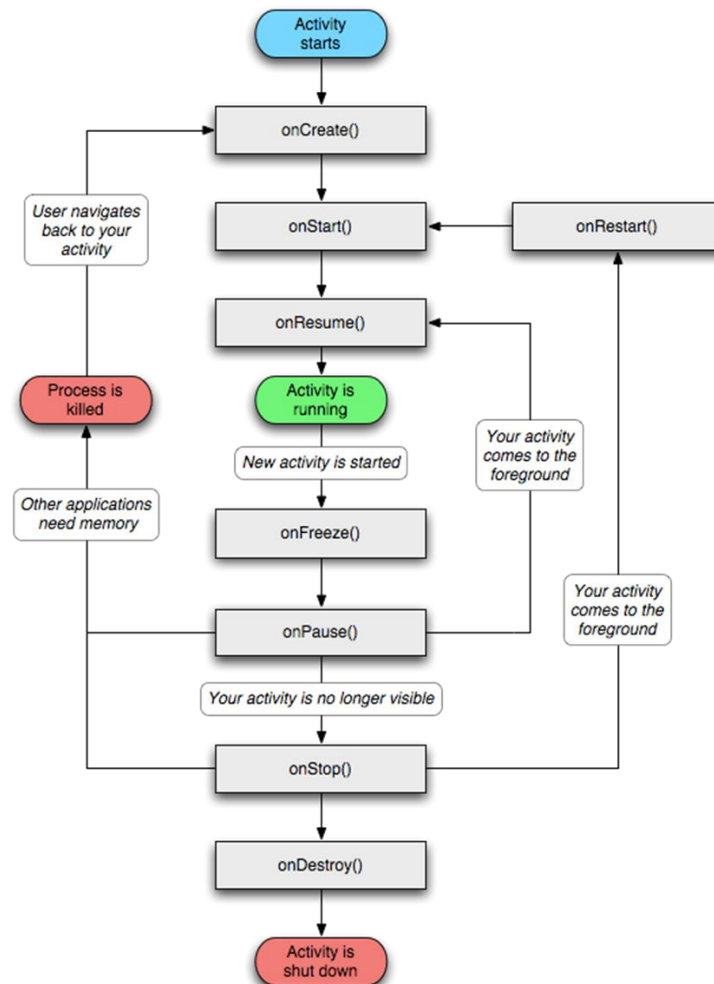 Activity
starts
onCreate()
User navigates
back to your
activity
onStart()
onRestart()
onResume()
Process is
killed
Activity is
running
Your activity
comes to the
foreground
New activity is started
Other applications
need memory
onFreeze()
Your activity
comes to the
foreground
onPause()
Your activity is no longer visible
onStop()
onDestroy()
Activity is
shut down